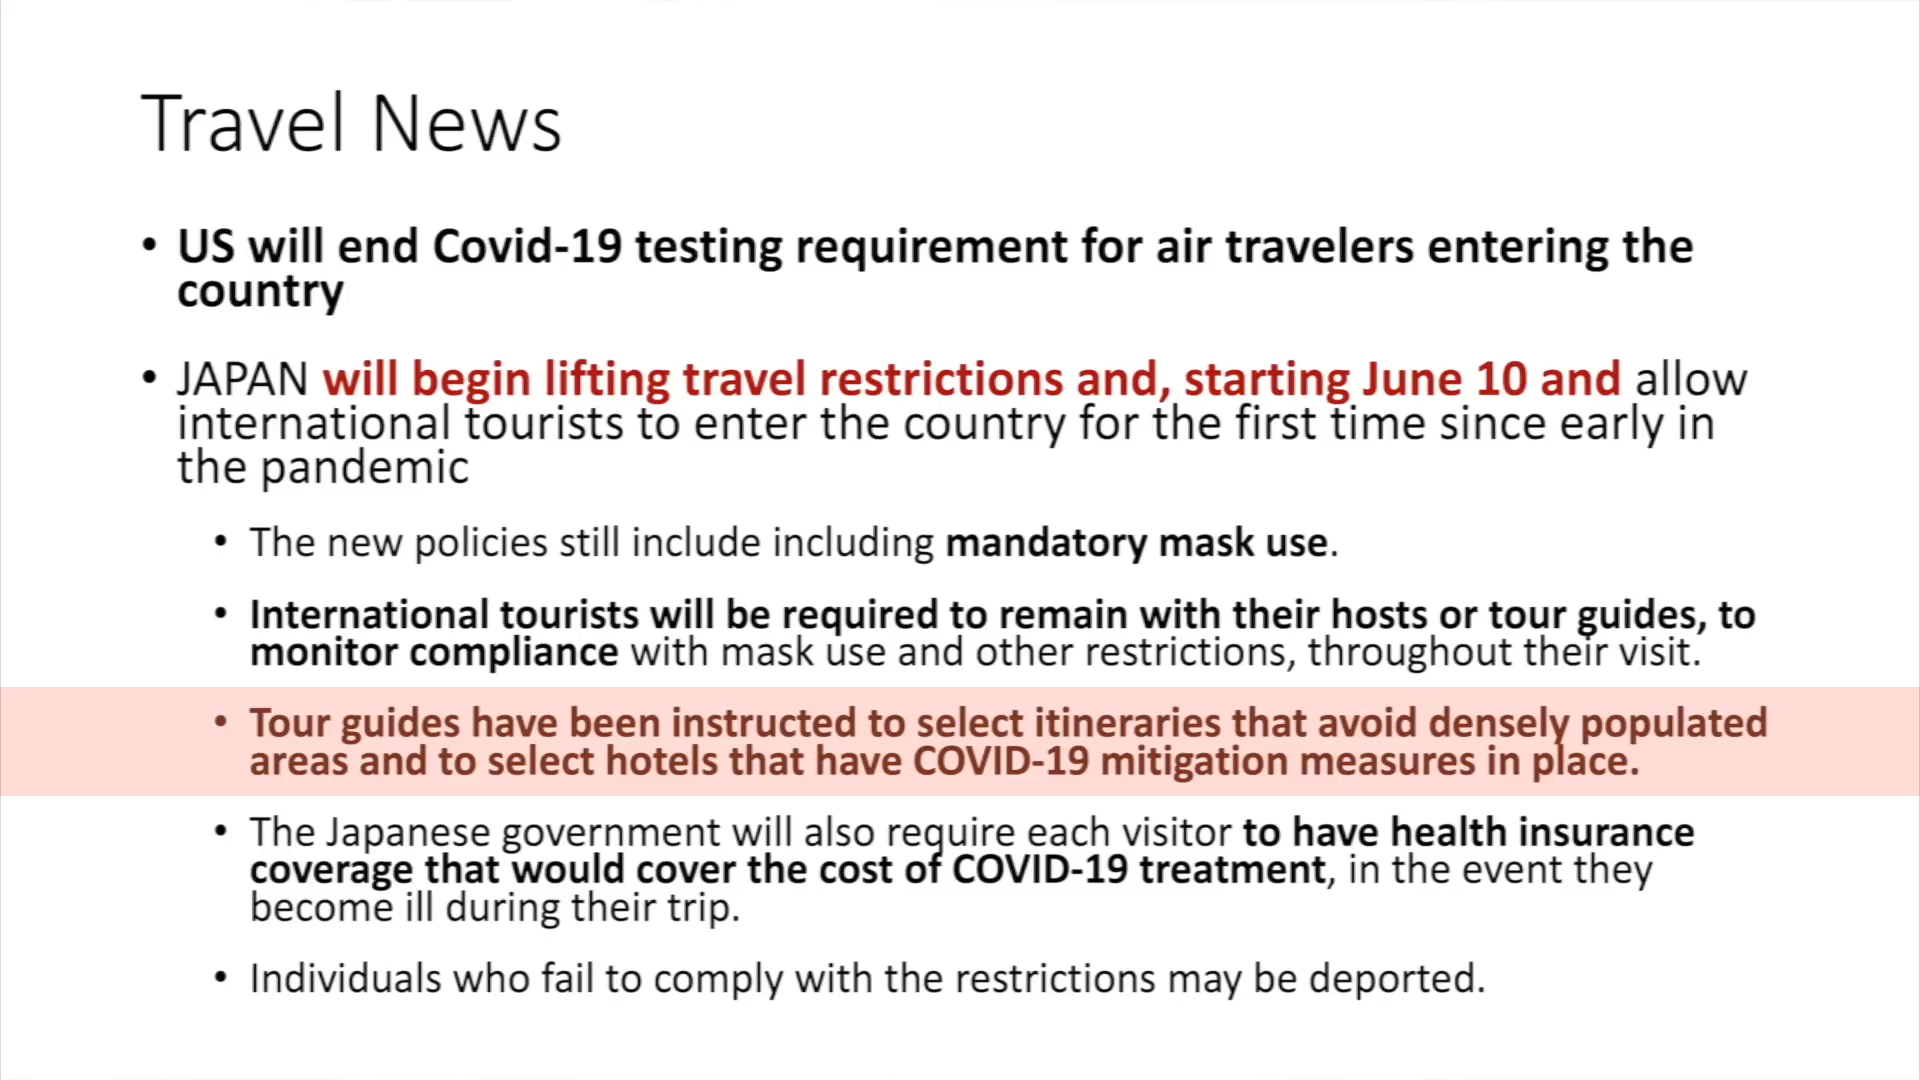 Travel News
• US will end Covid-19 testing requirement for air travelers entering the
country
• JAPAN will begin lifting travel restrictions and, starting June 10 and allow
international tourists to enter the country for the first time since early in
the pandemic
• The new policies still include including mandatory mask use.
• International tourists will be required to remain with their hosts or tour guides, to
monitor compliance with mask use and other restrictions, throughout their visit.
• Tour guides have been instructed to select itineraries that avoid densely populated
areas and to select hotels that have COVID-19 mitigation measures in place.
• The Japanese government will also require each visitor to have health insurance
coverage that would cover the cost of COVID-19 treatment, in the event they
become ill during their trip.
• Individuals who fail to comply with the restrictions may be deported.